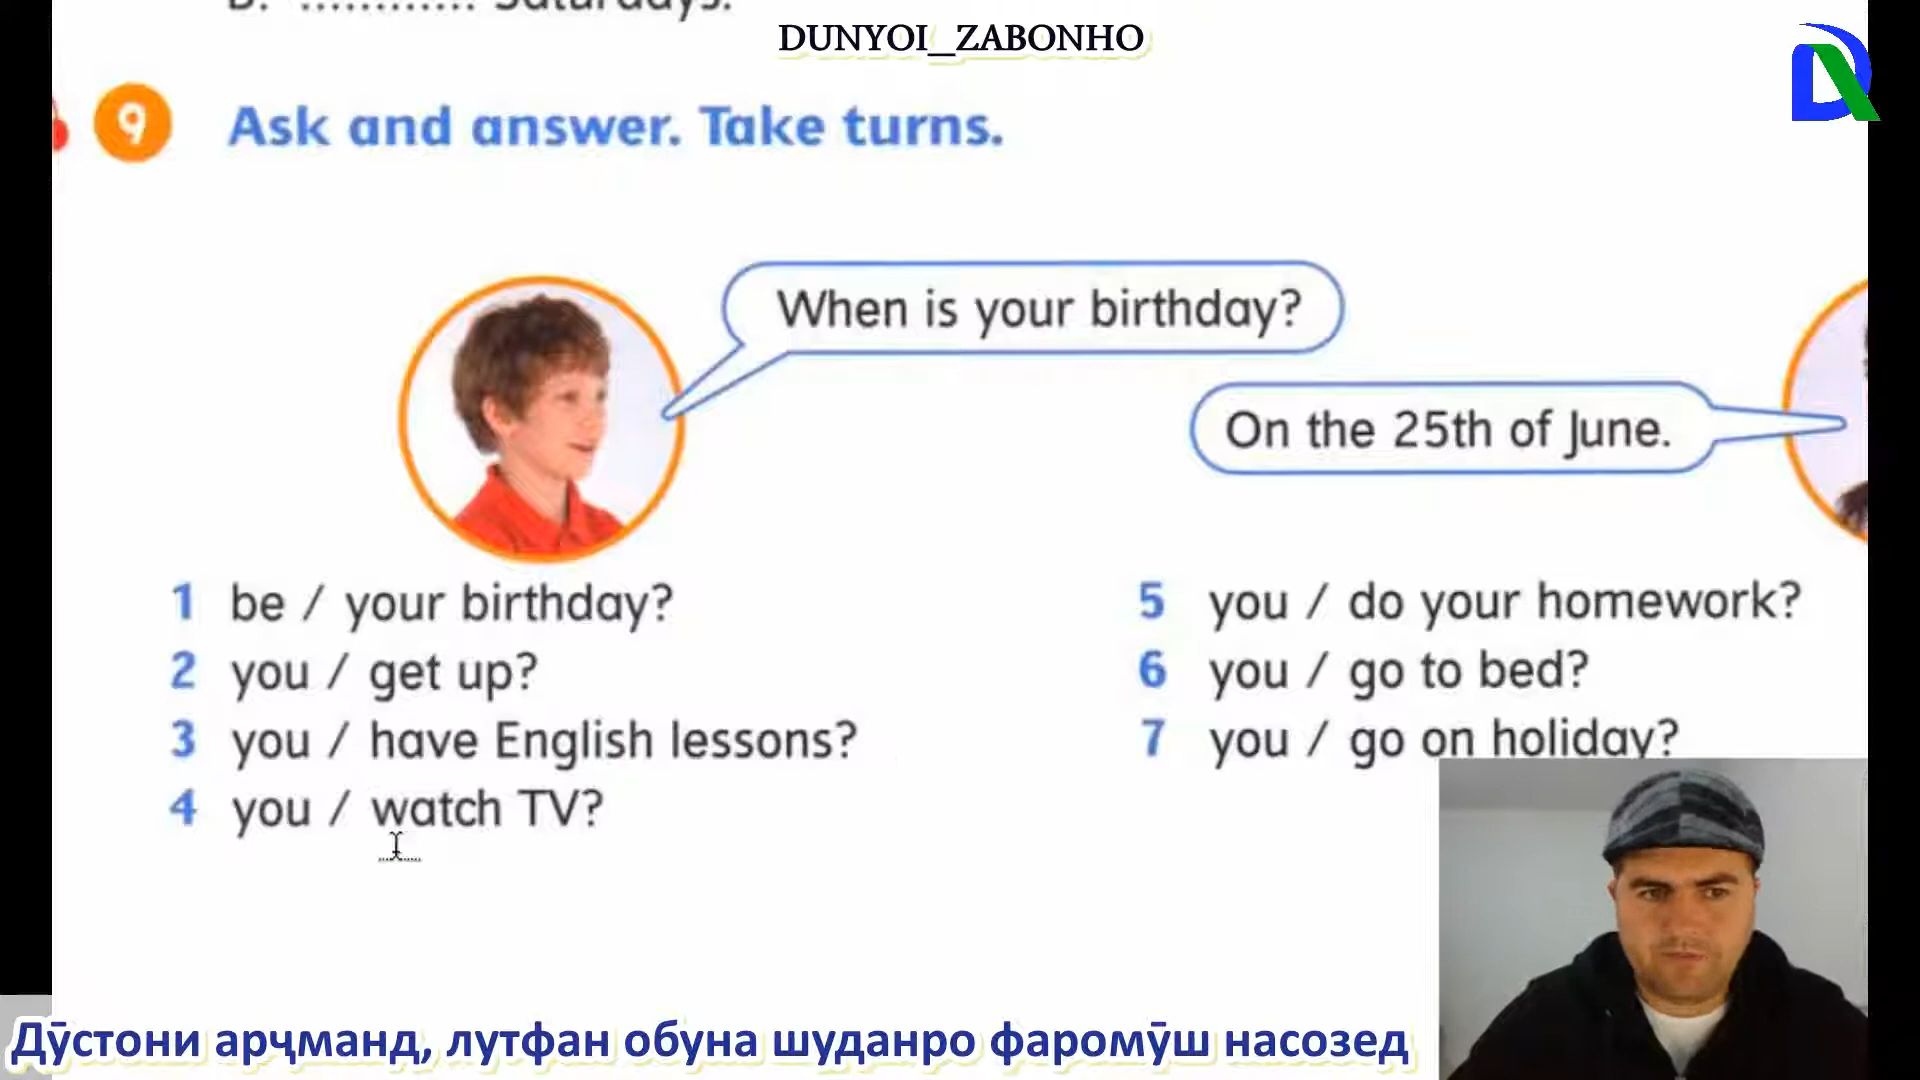 B: ............ Saturdays.
DUNYOI_ZABONHO
9 Ask and answer. Take turns.
When is your birthday?
On the 25th of June.
1 be / your birthday?
2 you / get up?
3 you / have English lessons?
4 you / watch TV?
5 you / do your homework?
6 you / go to bed?
7 you / go on holiday?
Дӯстони арҷманд, лутфан обуна шуданро фаромӯш насозед